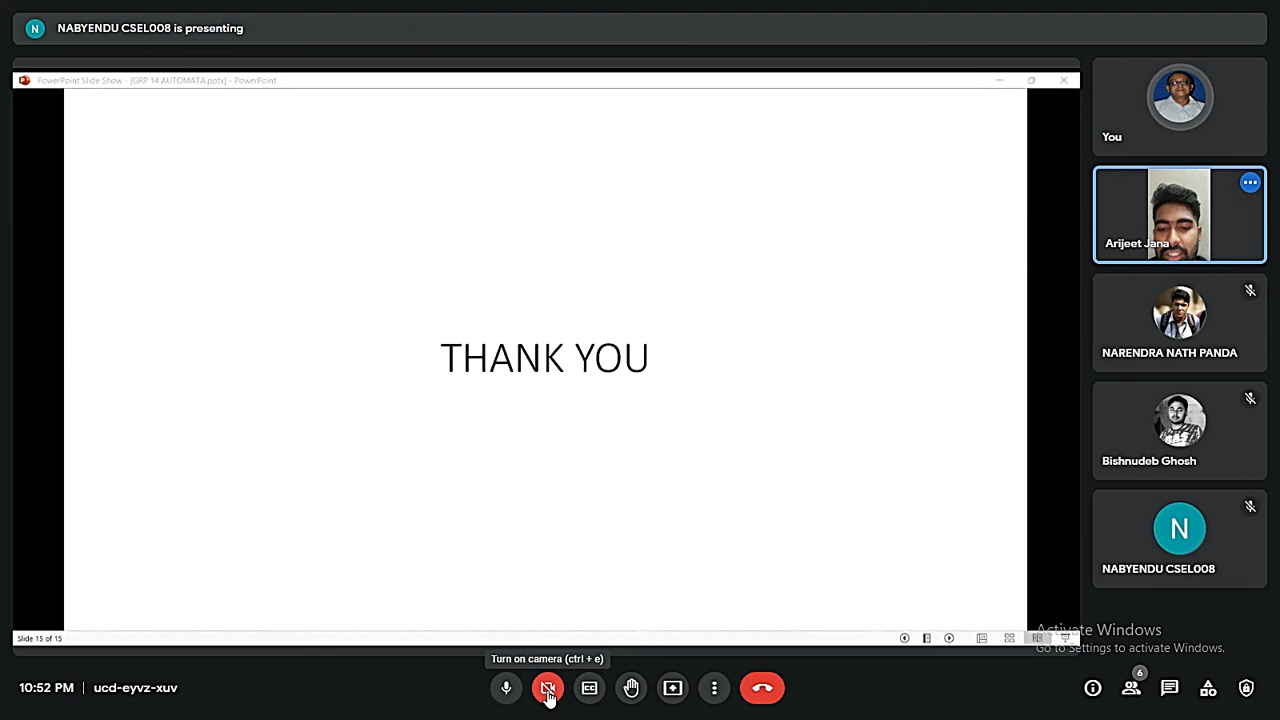 N
NABYENDU CSEL008 is presenting
PowerPoint Slide Show - [GRP 14 AUTOMATA.pptx] - PowerPoint
THANK YOU
Slide 15 of 15
You
Arijeet Jana
NARENDRA NATH PANDA
Bishnudeb Ghosh
N
NABYENDU CSEL008
Activate Windows
Go to Settings to activate Windows.
Turn on camera (ctrl + e)
10:52 PM | ucd-eyvz-xuv
CC
6